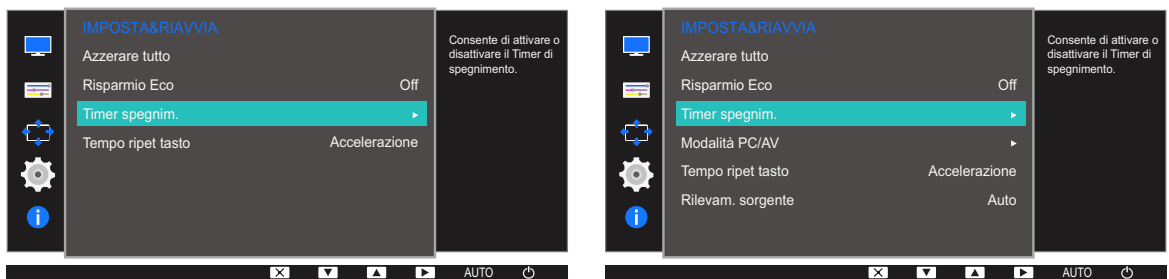 IMPOSTA&RIAVVIA
Azzerare tutto
Risparmio Eco Off
Timer spegnim.
Tempo ripet tasto Accelerazione
Consente di attivare o
disattivare il Timer di
spegnimento.
AUTO
IMPOSTA&RIAVVIA
Azzerare tutto
Risparmio Eco Off
Timer spegnim.
Modalità PC/AV
Tempo ripet tasto Accelerazione
Rilevam. sorgente Auto
Consente di attivare o
disattivare il Timer di
spegnimento.
AUTO